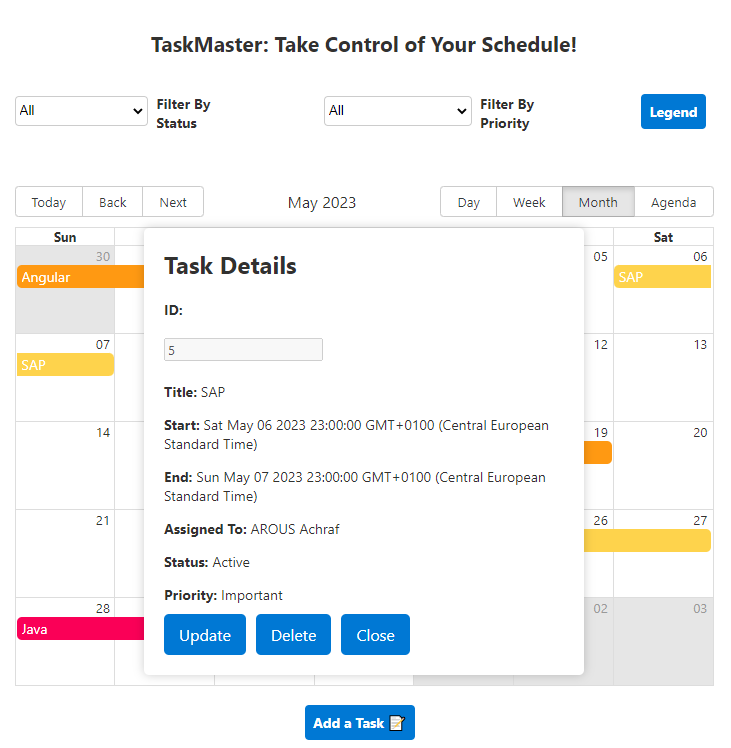 TaskMaster: Take Control of Your Schedule!
All
Filter By
Status
All
Filter By
Priority
Legend
Today Back Next
May 2023
Day Week Month Agenda
Sun Sat
30 05 06
Angular SAP
07 12 13
SAP
14 19 20
21 26 27
28 02 03
Java
Task Details
ID:
5
Title: SAP
Start: Sat May 06 2023 23:00:00 GMT+0100 (Central European
Standard Time)
End: Sun May 07 2023 23:00:00 GMT+0100 (Central European
Standard Time)
Assigned To: AROUS Achraf
Status: Active
Priority: Important
Update Delete Close
Add a Task